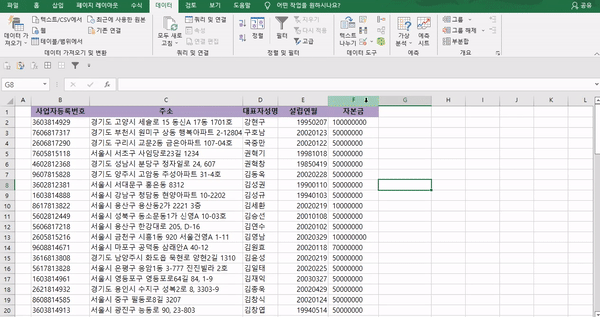 파일 홈 삽입 페이지 레이아웃 수식 데이터 검토 보기 도움말 어떤 작업을 원하시나요? 공유
데이터 가져오기 텍스트/CSV에서 최근에 사용한 원본 모두 새로 고침 쿼리 및 연결 정렬 필터 지우기 텍스트 나누기 가상 분석 예측 시트 그룹
웹 기존 연결 속성 다시 적용 그룹 해제
테이블/범위에서 연결 편집 고급 부분합
데이터 가져오기 및 변환 쿼리 및 연결 정렬 및 필터 데이터 도구 예측 개요
G8
A B C D E F G H I J K L
1 사업자등록번호 주소 대표자성명 설립연월 자본금
2 3603814929 경기도 고양시 세솔로 15 동신A 17동 1701호 강현구 19950207 100000000
3 7606817317 경기도 부천시 원미구 상동 행복아파트 2-12804 구호남 20020123 50000000
4 2606817290 경기도 구리시 교문2동 금은아파트 107-04호 국중만 20020122 50000000
5 7605815118 서울시 서초구 사임당로23길 1234 권혁기 19981018 50000000
6 4602812368 경기도 성남시 분당구 정자일로 24, 607 권혁창 19850419 50000000
7 9607815828 경기도 양주시 고암동 주성아파트 31-4호 김동욱 20020228 50000000
8 3602812381 서울시 서대문구 홍은동 8312 김성권 19900110 50000000
9 1603814888 서울시 강남구 청담동 현양아파트 10-2202 김성규 19940103 50000000
10 8617813822 서울시 용산구 용산동2가 2221 3층 김세환 20020219 10000000
11 5602812449 서울시 성북구 동소문동1가 신영A 10-03호 김승선 20010108 50000000
12 5606817218 서울시 용산구 한강대로 205, D-16 김연수 20020102 50000000
13 2605815216 서울시 금천구 시흥1동 920 서울건영A 1-11 김영남 20020329 100000000
14 9608814671 서울시 마포구 공덕동 삼래만A 40-12 김원효 20020118 70000000
15 3616813808 경기도 남양주시 화도읍 묵현로 양현2길 1310 김윤성 20020219 50000000
16 5617813828 서울시 은평구 응암1동 3-777 진진빌라 2호 김일태 20020225 50000000
17 1603814961 서울시 영등포구 영등포로64길 84, 1-9 김재익 20030327 50000000
18 2621814932 경기도 용인시 수지구 성복2로 8, 3303-9 김종욱 20020429 50000000
19 8608814585 서울시 중구 필동로8길 3207 김창식 20020124 50000000
20 3603814913 서울시 광진구 능동로 90, 23-803 김창엽 19940514 50000000